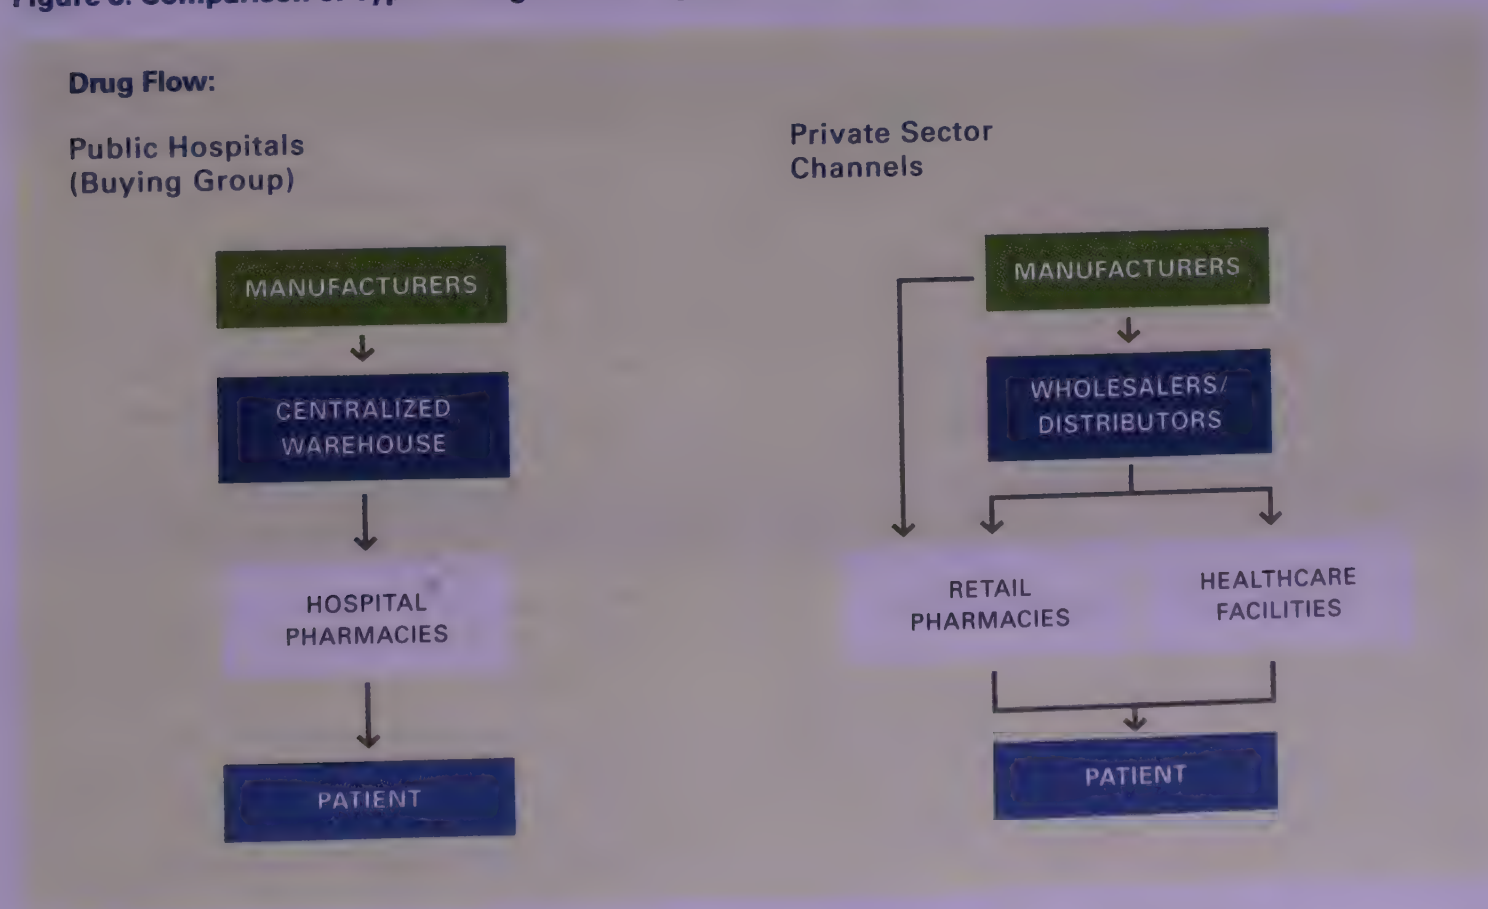 Drug Flow:
Public Hospitals
(Buying Group)
MANUFACTURERS
CENTRALIZED
WAREHOUSE
HOSPITAL
PHARMACIES
PATIENT
Private Sector
Channels
MANUFACTURERS
WHOLESALERS/
DISTRIBUTORS
RETAIL
PHARMACIES
HEALTHCARE
FACILITIES
PATIENT